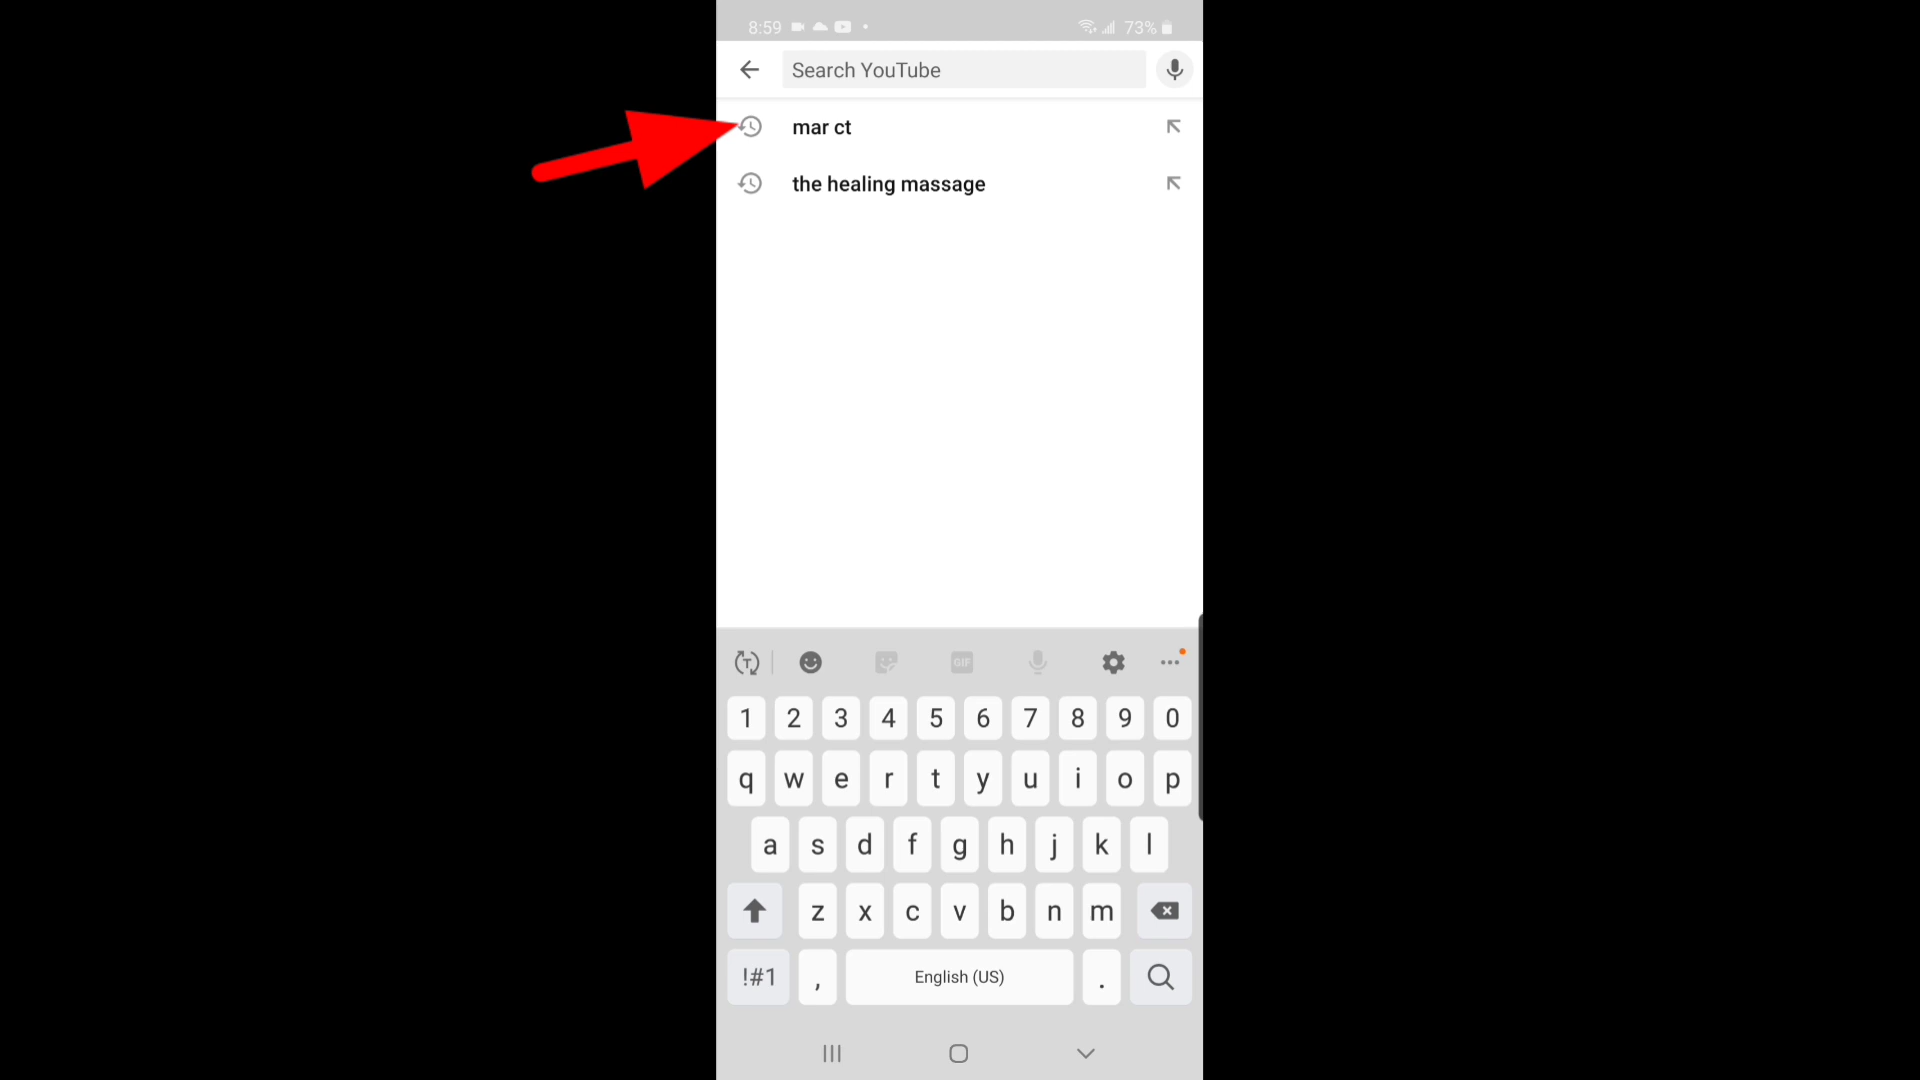 8:59 73%
Search YouTube
mar ct
the healing massage
GIF
1 2 3 4 5 6 7 8 9 0
q w e r t y u i o p
a s d f g h j k l
z x c v b n m
!#1 , English (US) .